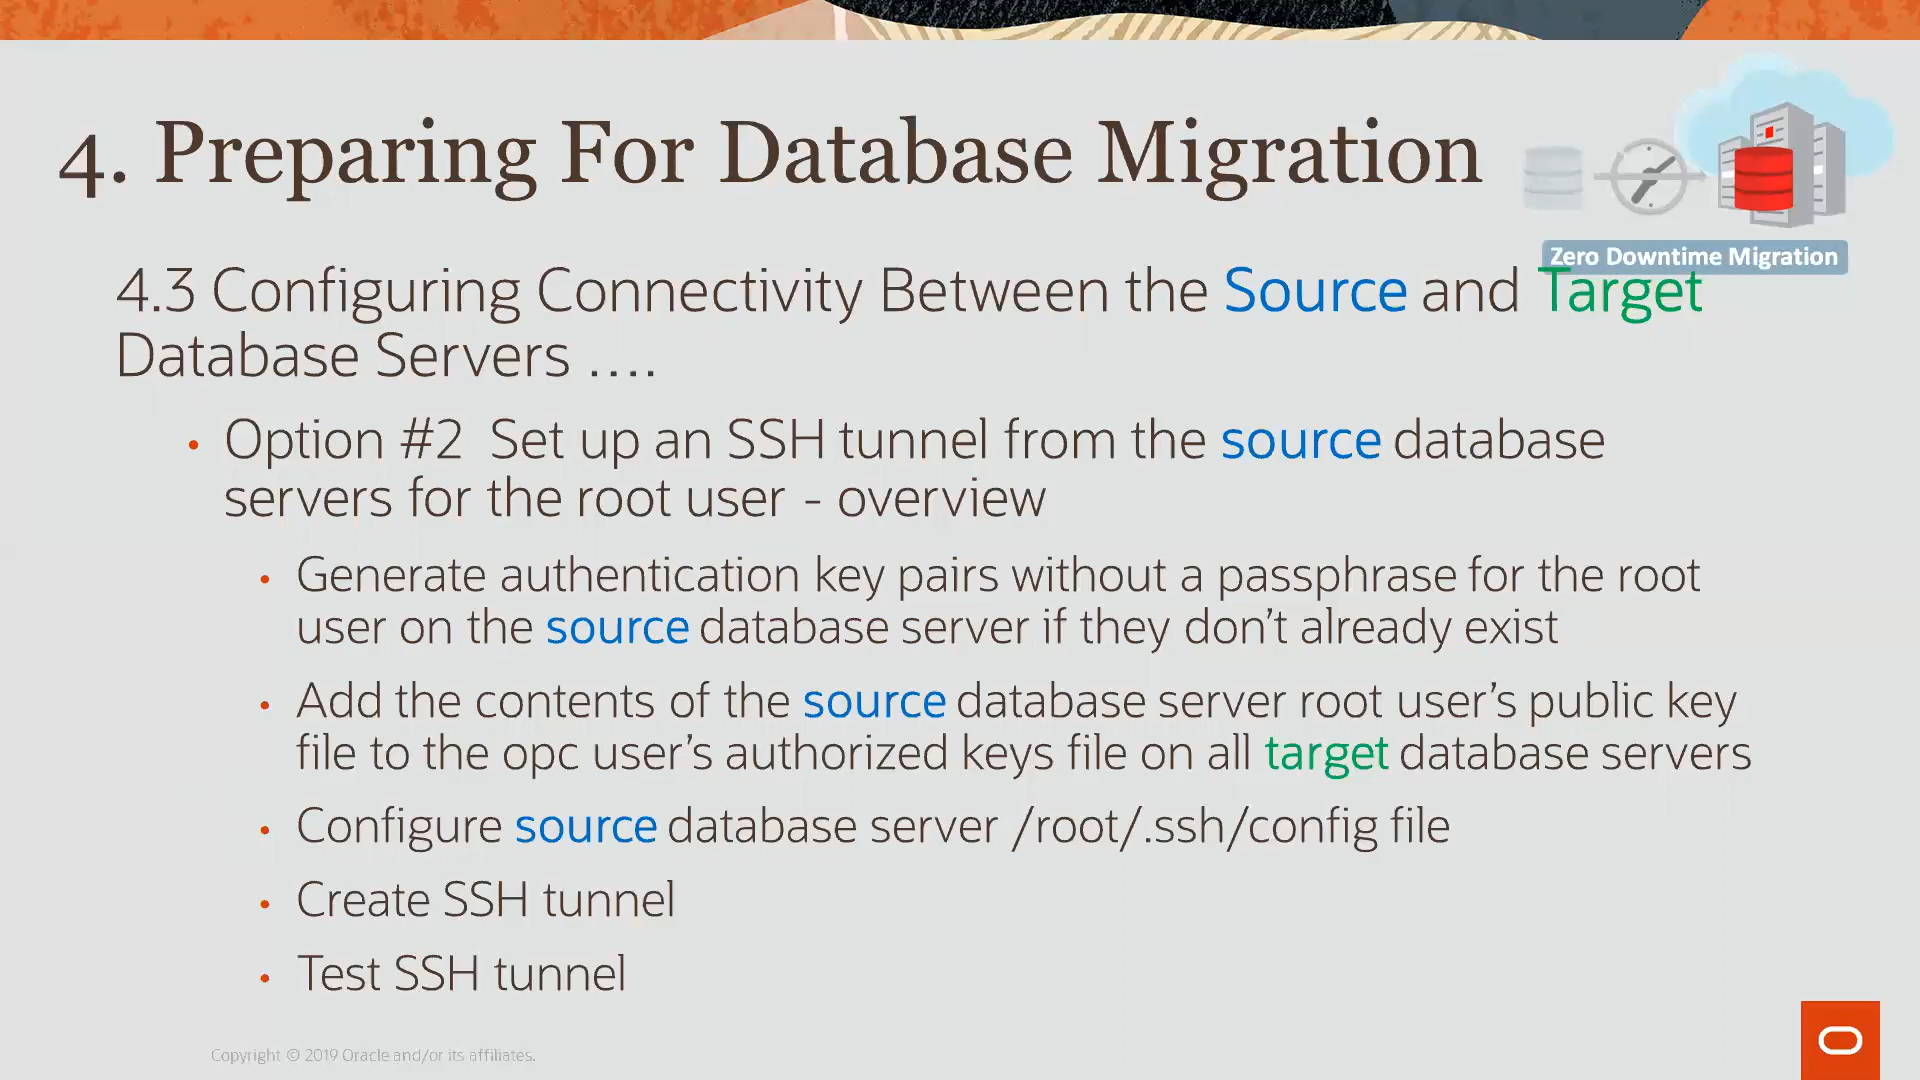 4. Preparing For Database Migration
Zero Downtime Migration
4.3 Configuring Connectivity Between the Source and Target
Database Servers ....
• Option #2 Set up an SSH tunnel from the source database
servers for the root user - overview
• Generate authentication key pairs without a passphrase for the root
user on the source database server if they don’t already exist
• Add the contents of the source database server root user’s public key
file to the opc user’s authorized keys file on all target database servers
• Configure source database server /root/.ssh/config file
• Create SSH tunnel
• Test SSH tunnel
Copyright © 2019 Oracle and/or its affiliates.